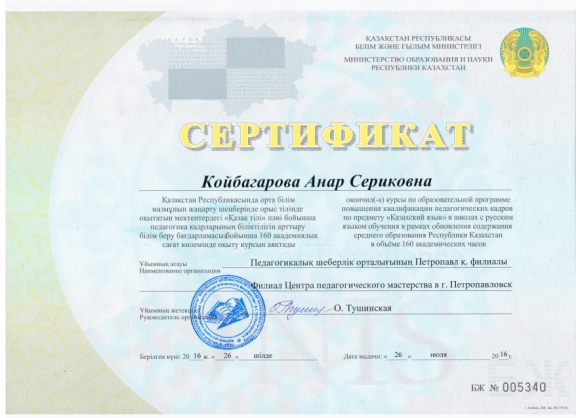 ҚАЗАҚСТАН РЕСПУБЛИКАСЫ
БІЛІМ ЖӘНЕ ҒЫЛЫМ МИНИСТРЛІГІ
МИНИСТЕРСТВО ОБРАЗОВАНИЯ И НАУКИ
РЕСПУБЛИКИ КАЗАХСТАН
СЕРТИФИКАТ
Койбагарова Анар Сериковна
Қазақстан Республикасында орта білім
мазмұнын жаңарту шеңберінде орыс тілінде
оқытатын мектептердегі «Қазақ тілі» пәні бойынша
педагогика кадрларының біліктілігін арттыру
білім беру бағдарламасы бойынша 160 академиялық
сағат көлемінде оқыту курсын аяқтады
окончил(-а) курсы по образовательной программе
повышения квалификации педагогических кадров
по предмету «Казахский язык» в школах с русским
языком обучения в рамках обновления содержания
среднего образования Республики Казахстан
в объёме 160 академических часов
Ұйымның атауы
Наименование организации
Педагогикалық шеберлік орталығының Петропавл қ. филиалы
Филиал Центра педагогического мастерства в г. Петропавловск
Ұйымның жетекшісі
Руководитель организации
О. Тушинская
Берілген күні: 20 16 ж. « 26 » шілде
Дата выдачи: « 26 » июля 20 16 г.
NIS
БЖ
БЖ № 005340